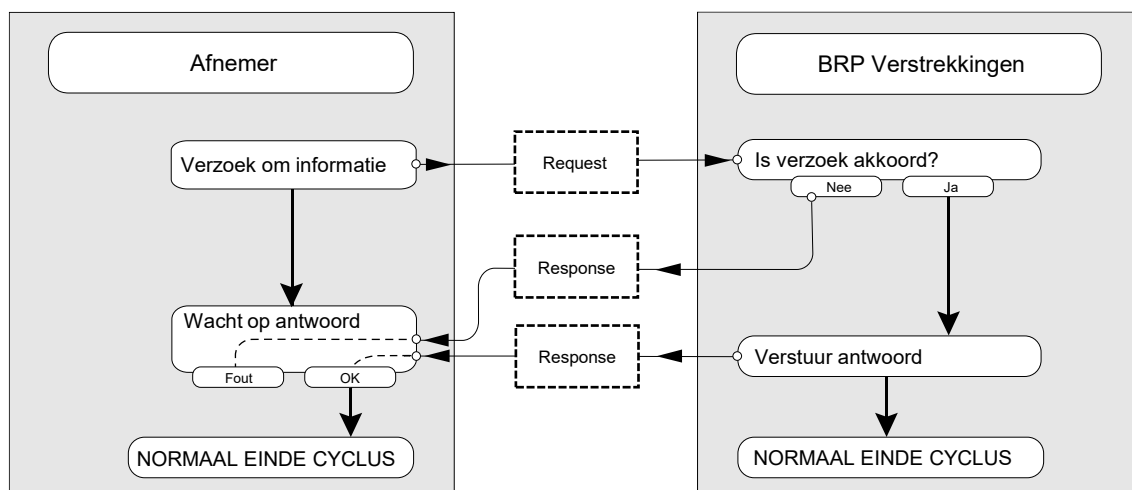 Afnemer
BRP Verstrekkingen
Verzoek om informatie
Request
Is verzoek akkoord?
Nee
Ja
Response
Wacht op antwoord
Fout
OK
Response
Verstuur antwoord
NORMAAL EINDE CYCLUS
NORMAAL EINDE CYCLUS